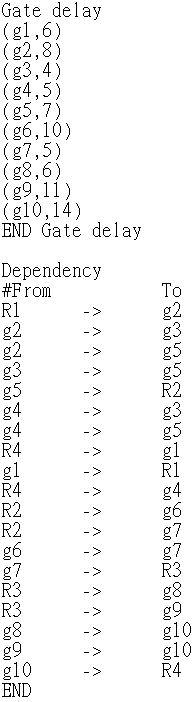 Gate delay
(g1,6)
(g2,8)
(g3,4)
(g4,5)
(g5,7)
(g6,10)
(g7,5)
(g8,6)
(g9,11)
(g10,14)
END Gate delay
Dependency
#From To
R1 -> g2
g2 -> g3
g2 -> g5
g3 -> g5
g5 -> R2
g4 -> g3
g4 -> g5
R4 -> g1
g1 -> R1
R4 -> g4
R2 -> g6
R2 -> g7
g6 -> g7
g7 -> R3
R3 -> g8
R3 -> g9
g8 -> g10
g9 -> g10
g10 -> R4
END